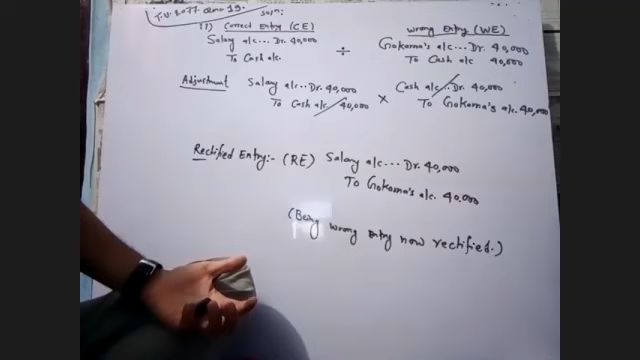 T.U. 2077 Qno 19. Solⁿ:
ii) Correct Entry (CE) Wrong Entry (WE)
Salary a/c... Dr. 40,000 ÷ Gokarna's a/c.. Dr. 40,000
To Cash a/c. To Cash a/c 40,000
Adjustment Salary a/c.. Dr. 40,000 × Cash a/c... Dr. 40,000
To Cash a/c. 40,000 To Gokarna's a/c. 40,000
Rectified Entry:- (RE) Salary a/c... Dr. 40,000
To Gokarna's a/c. 40,000
(Being wrong entry now rectified.)